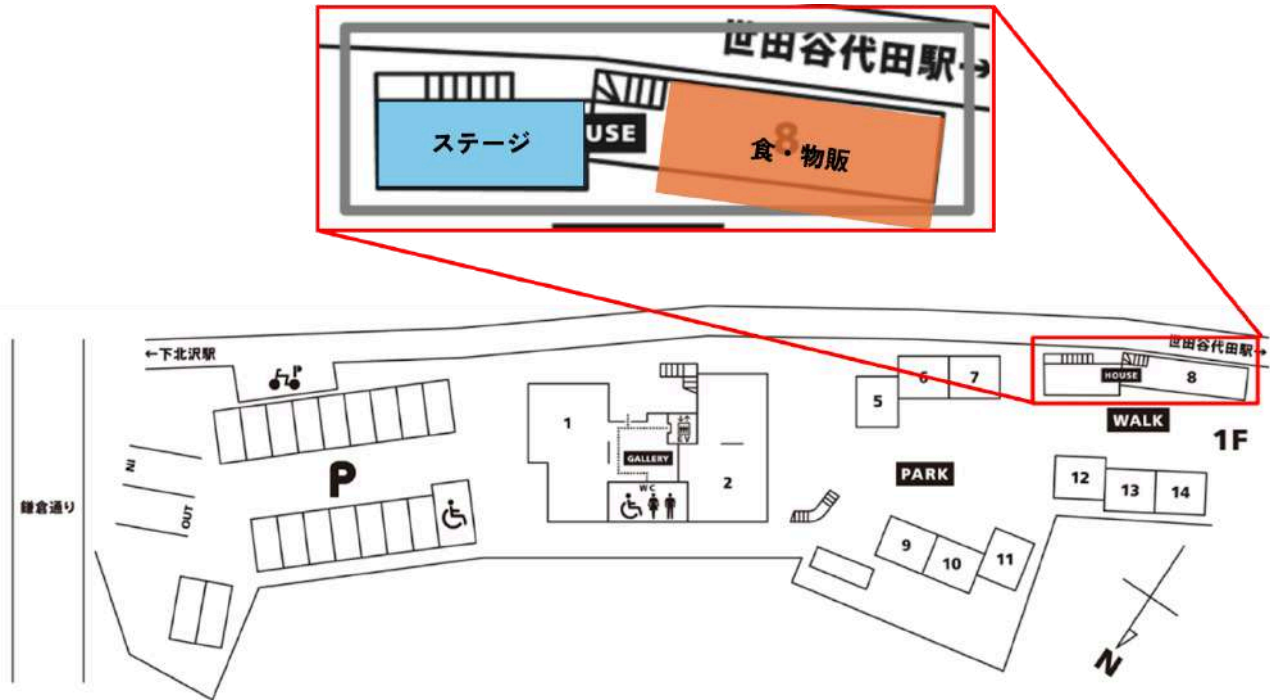 世田谷代田駅→
ステージ
USE
8
食・物販
←下北沢駅
世田谷代田駅→
P
HOUSE
8
6
7
5
WALK
1F
1
GALLERY
EV
2
WC
P
PARK
IN
OUT
鎌倉通り
12
13
14
9
10
11
N